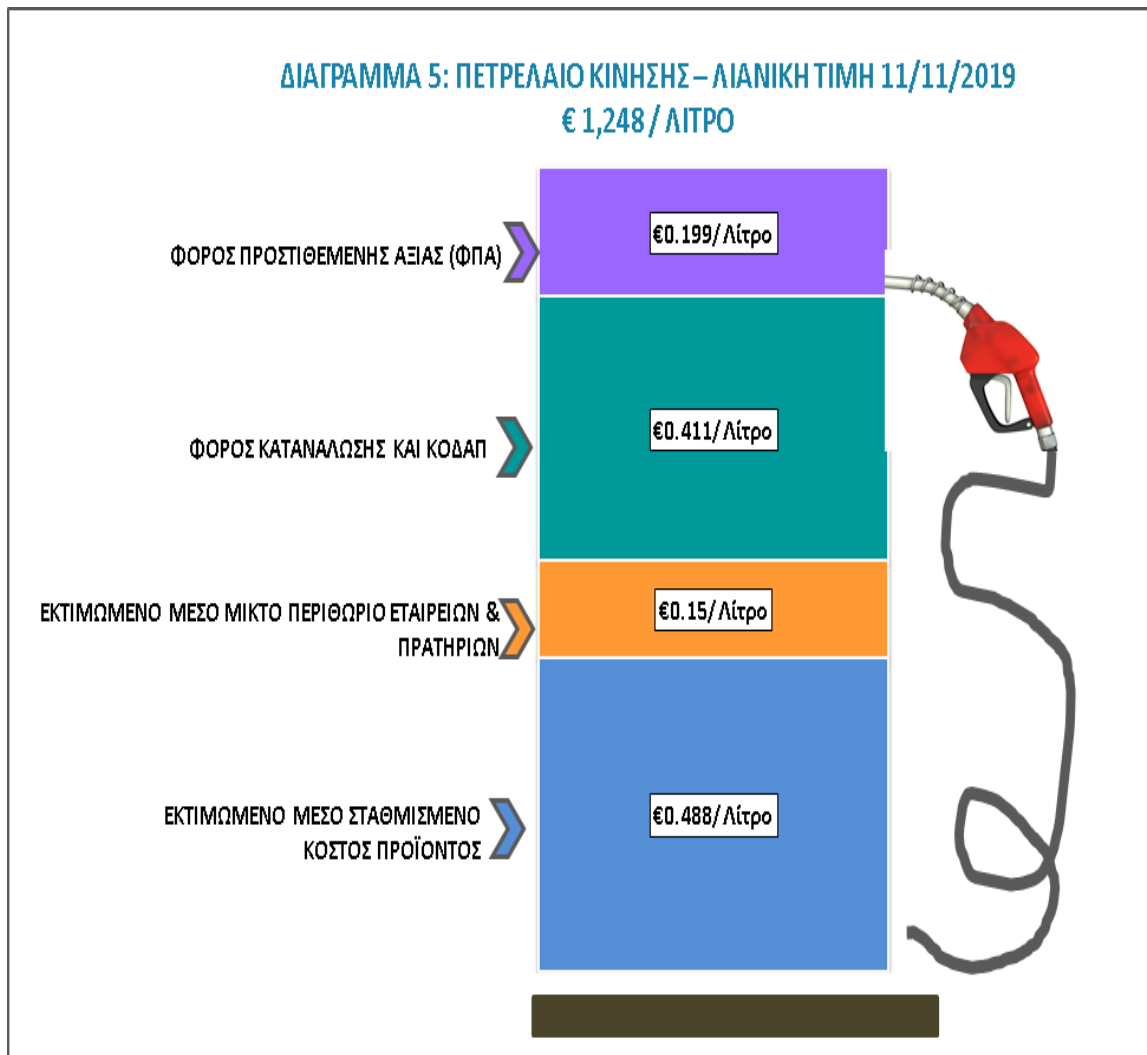 ΔΙΑΓΡΑΜΜΑ 5: ΠΕΤΡΕΛΑΙΟ ΚΙΝΗΣΗΣ – ΛΙΑΝΙΚΗ ΤΙΜΗ 11/11/2019
€ 1,248 / ΛΙΤΡΟ
€0.199/ Λίτρο
ΦΟΡΟΣ ΠΡΟΣΤΙΘΕΜΕΝΗΣ ΑΞΙΑΣ (ΦΠΑ)
€0.411/ Λίτρο
ΦΟΡΟΣ ΚΑΤΑΝΑΛΩΣΗΣ ΚΑΙ ΚΟΔΑΠ
ΕΚΤΙΜΩΜΕΝΟ ΜΕΣΟ ΜΙΚΤΟ ΠΕΡΙΘΩΡΙΟ ΕΤΑΙΡΕΙΩΝ &
ΠΡΑΤΗΡΙΩΝ
€0.15/ Λίτρο
ΕΚΤΙΜΩΜΕΝΟ ΜΕΣΟ ΣΤΑΘΜΙΣΜΕΝΟ
ΚΟΣΤΟΣ ΠΡΟΪΟΝΤΟΣ
€0.488/ Λίτρο